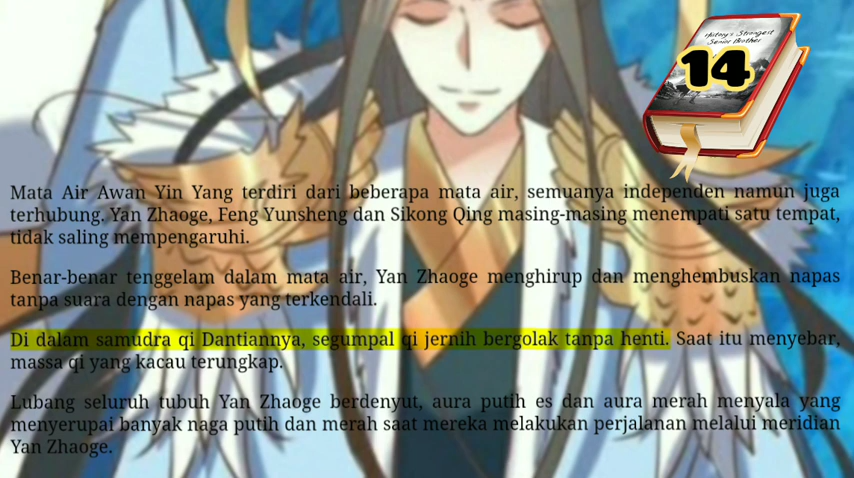 History's Strongest
Senior Brother
14
Mata Air Awan Yin Yang terdiri dari beberapa mata air, semuanya independen namun juga
terhubung. Yan Zhaoge, Feng Yunsheng dan Sikong Qing masing-masing menempati satu tempat,
tidak saling mempengaruhi.
Benar-benar tenggelam dalam mata air, Yan Zhaoge menghirup dan menghembuskan napas
tanpa suara dengan napas yang terkendali.
Di dalam samudra qi Dantiannya, segumpal qi jernih bergolak tanpa henti. Saat itu menyebar,
massa qi yang kacau terungkap.
Lubang seluruh tubuh Yan Zhaoge berdenyut, aura putih es dan aura merah menyala yang
menyerupai banyak naga putih dan merah saat mereka melakukan perjalanan melalui meridian
Yan Zhaoge.